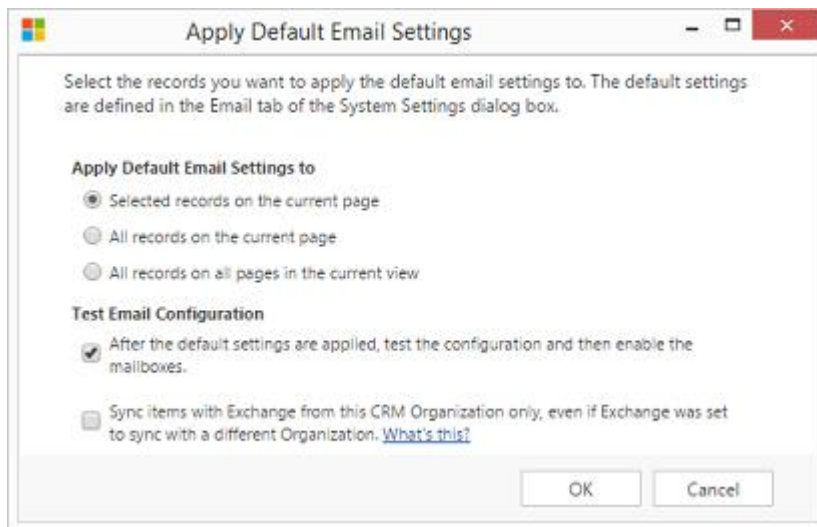 Apply Default Email Settings
Select the records you want to apply the default email settings to. The default settings
are defined in the Email tab of the System Settings dialog box.
Apply Default Email Settings to
Selected records on the current page
All records on the current page
All records on all pages in the current view
Test Email Configuration
After the default settings are applied, test the configuration and then enable the
mailboxes.
Sync items with Exchange from this CRM Organization only, even if Exchange was set
to sync with a different Organization. What's this?
OK Cancel